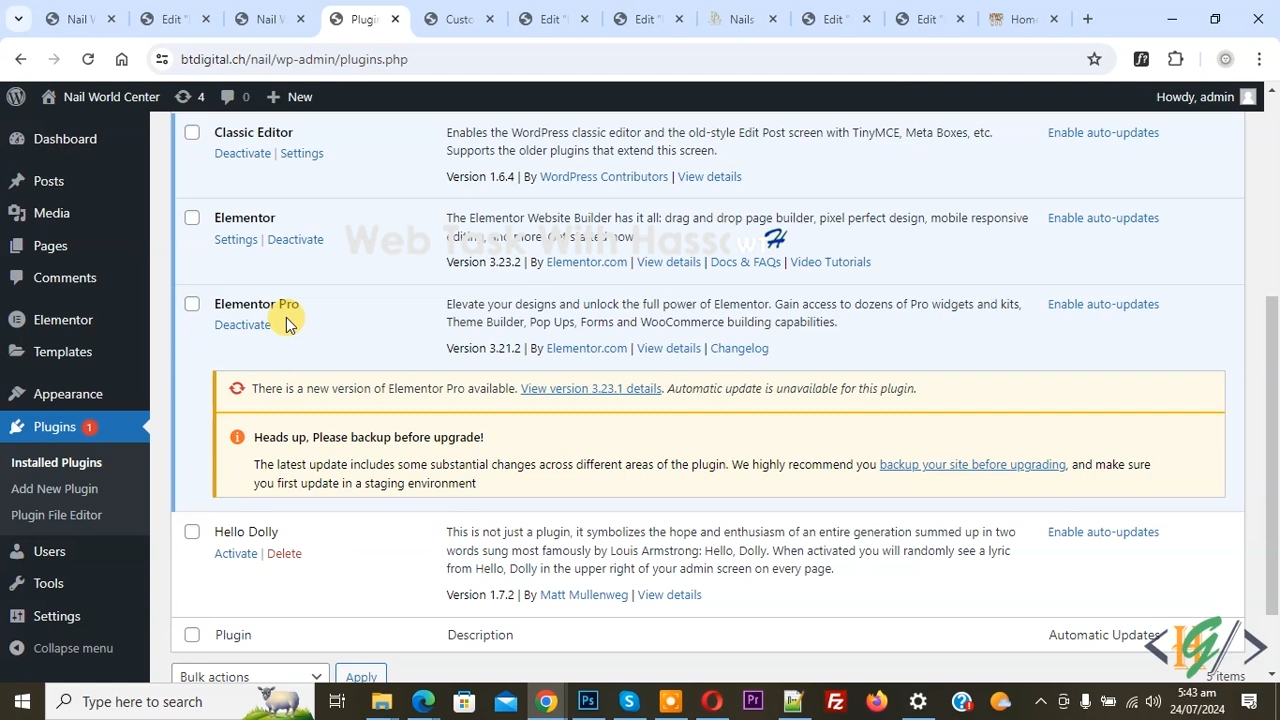 Nail W
Edit "
Nail W
Plugin
Custo
Edit "
Edit "
Nails
Edit "
Edit "
Home
btdigital.ch/nail/wp-admin/plugins.php
Nail World Center 4 0 New Howdy, admin
Dashboard
Posts
Media
Pages
Comments
Elementor
Templates
Appearance
Plugins 1
Installed Plugins
Add New Plugin
Plugin File Editor
Users
Tools
Settings
Collapse menu
Classic Editor
Deactivate | Settings
Enables the WordPress classic editor and the old-style Edit Post screen with TinyMCE, Meta Boxes, etc.
Supports the older plugins that extend this screen.
Version 1.6.4 | By WordPress Contributors | View details
Enable auto-updates
Elementor
Settings | Deactivate
The Elementor Website Builder has it all: drag and drop page builder, pixel perfect design, mobile responsive
Web Task With Hass
Version 3.23.2 | By Elementor.com | View details | Docs & FAQs | Video Tutorials
Enable auto-updates
Elementor Pro
Deactivate
Elevate your designs and unlock the full power of Elementor. Gain access to dozens of Pro widgets and kits,
Theme Builder, Pop Ups, Forms and WooCommerce building capabilities.
Version 3.21.2 | By Elementor.com | View details | Changelog
Enable auto-updates
There is a new version of Elementor Pro available. View version 3.23.1 details. Automatic update is unavailable for this plugin.
Heads up, Please backup before upgrade!
The latest update includes some substantial changes across different areas of the plugin. We highly recommend you backup your site before upgrading, and make sure
you first update in a staging environment
Hello Dolly
Activate | Delete
This is not just a plugin, it symbolizes the hope and enthusiasm of an entire generation summed up in two
words sung most famously by Louis Armstrong: Hello, Dolly. When activated you will randomly see a lyric
from Hello, Dolly in the upper right of your admin screen on every page.
Version 1.7.2 | By Matt Mullenweg | View details
Enable auto-updates
Plugin Description Automatic Updates
Bulk actions Apply 5 items
Type here to search
5:43 am
24/07/2024